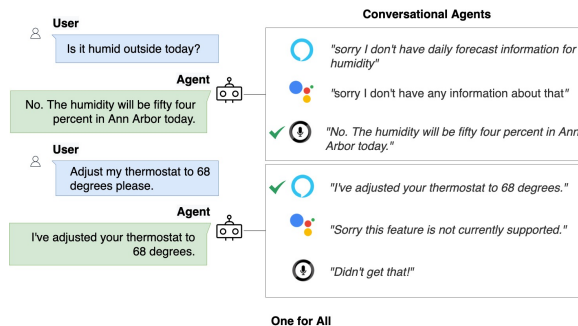 Conversational Agents
User
Is it humid outside today?
Agent
No. The humidity will be fifty four
percent in Ann Arbor today.
"sorry I don't have daily forecast information for
humidity"
"sorry I don't have any information about that"
"No. The humidity will be fifty four percent in Ann
Arbor today."
User
Adjust my thermostat to 68
degrees please.
Agent
I've adjusted your thermostat to
68 degrees.
"I've adjusted your thermostat to 68 degrees."
"Sorry this feature is not currently supported."
"Didn't get that!"
One for All